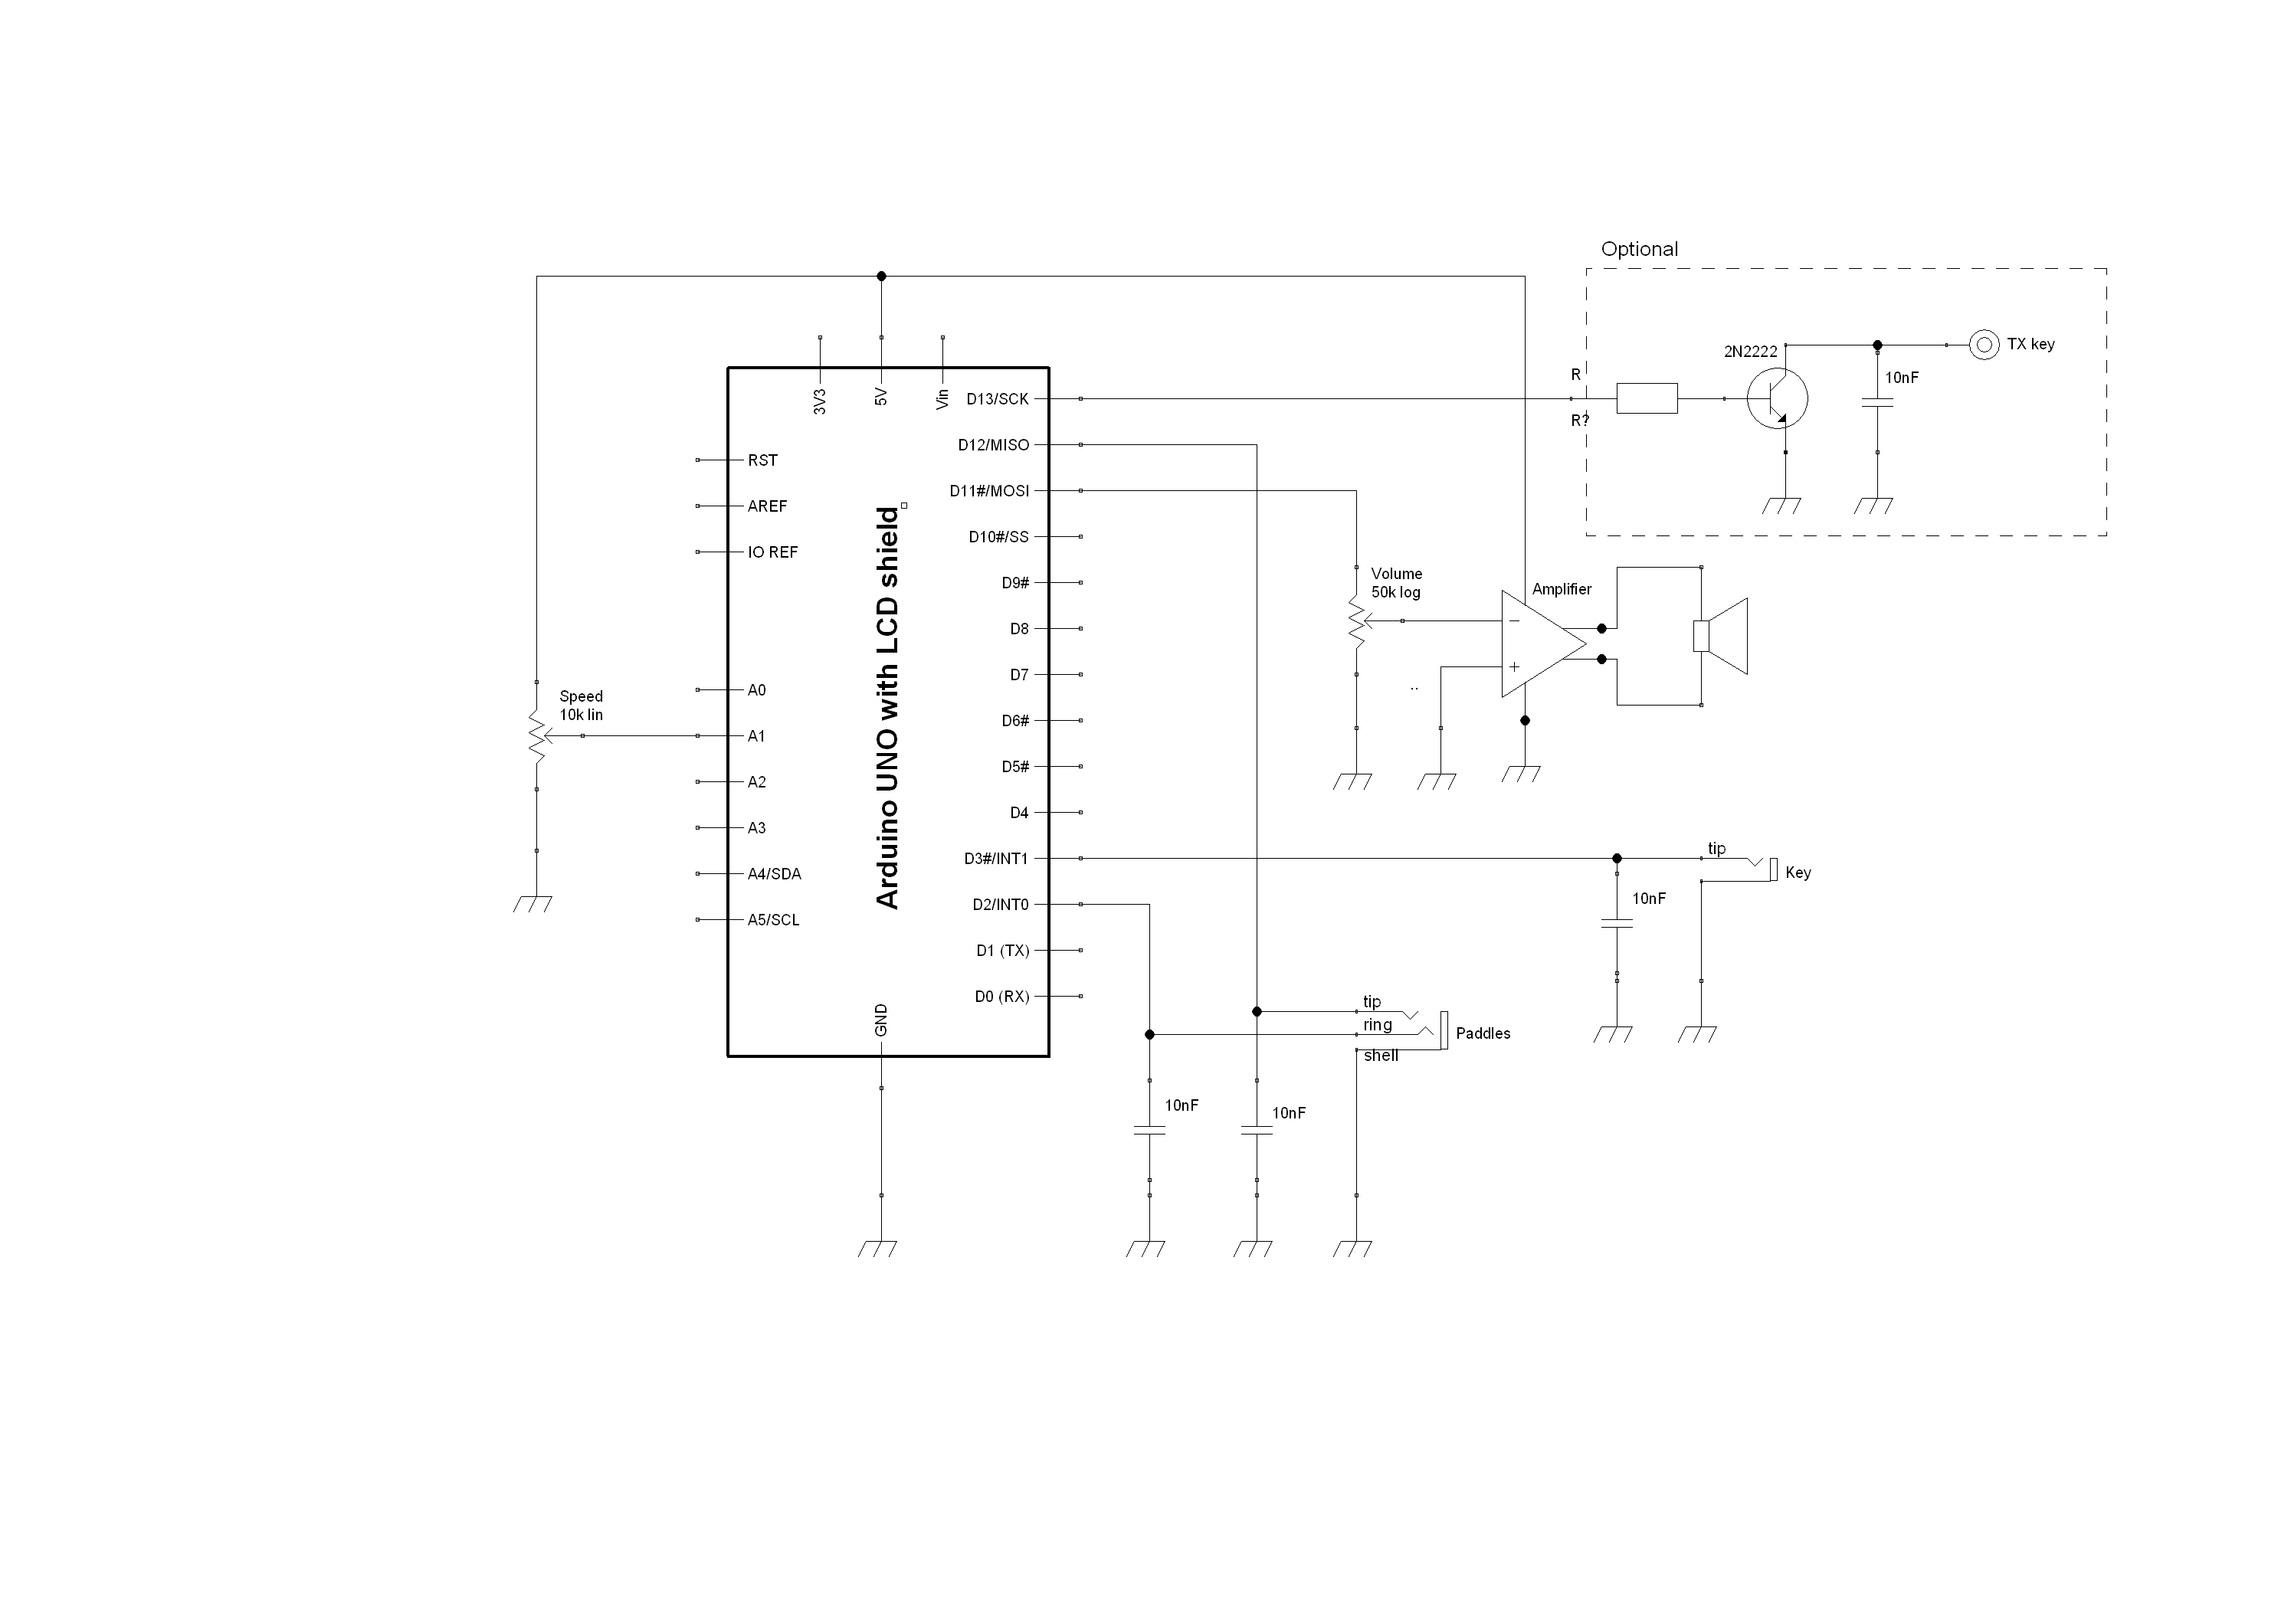 Optional
2N2222
TX key
10nF
R
R?
3V3
5V
Vin
D13/SCK
D12/MISO
D11#/MOSI
D10#/SS
D9#
D8
D7
D6#
D5#
D4
D3#/INT1
D2/INT0
D1 (TX)
D0 (RX)
RST
AREF
IO REF
A0
A1
A2
A3
A4/SDA
A5/SCL
GND
Arduino UNO with LCD shield
Speed
10k lin
Volume
50k log
Amplifier
−
+
..
tip
Key
10nF
tip
ring
shell
Paddles
10nF
10nF